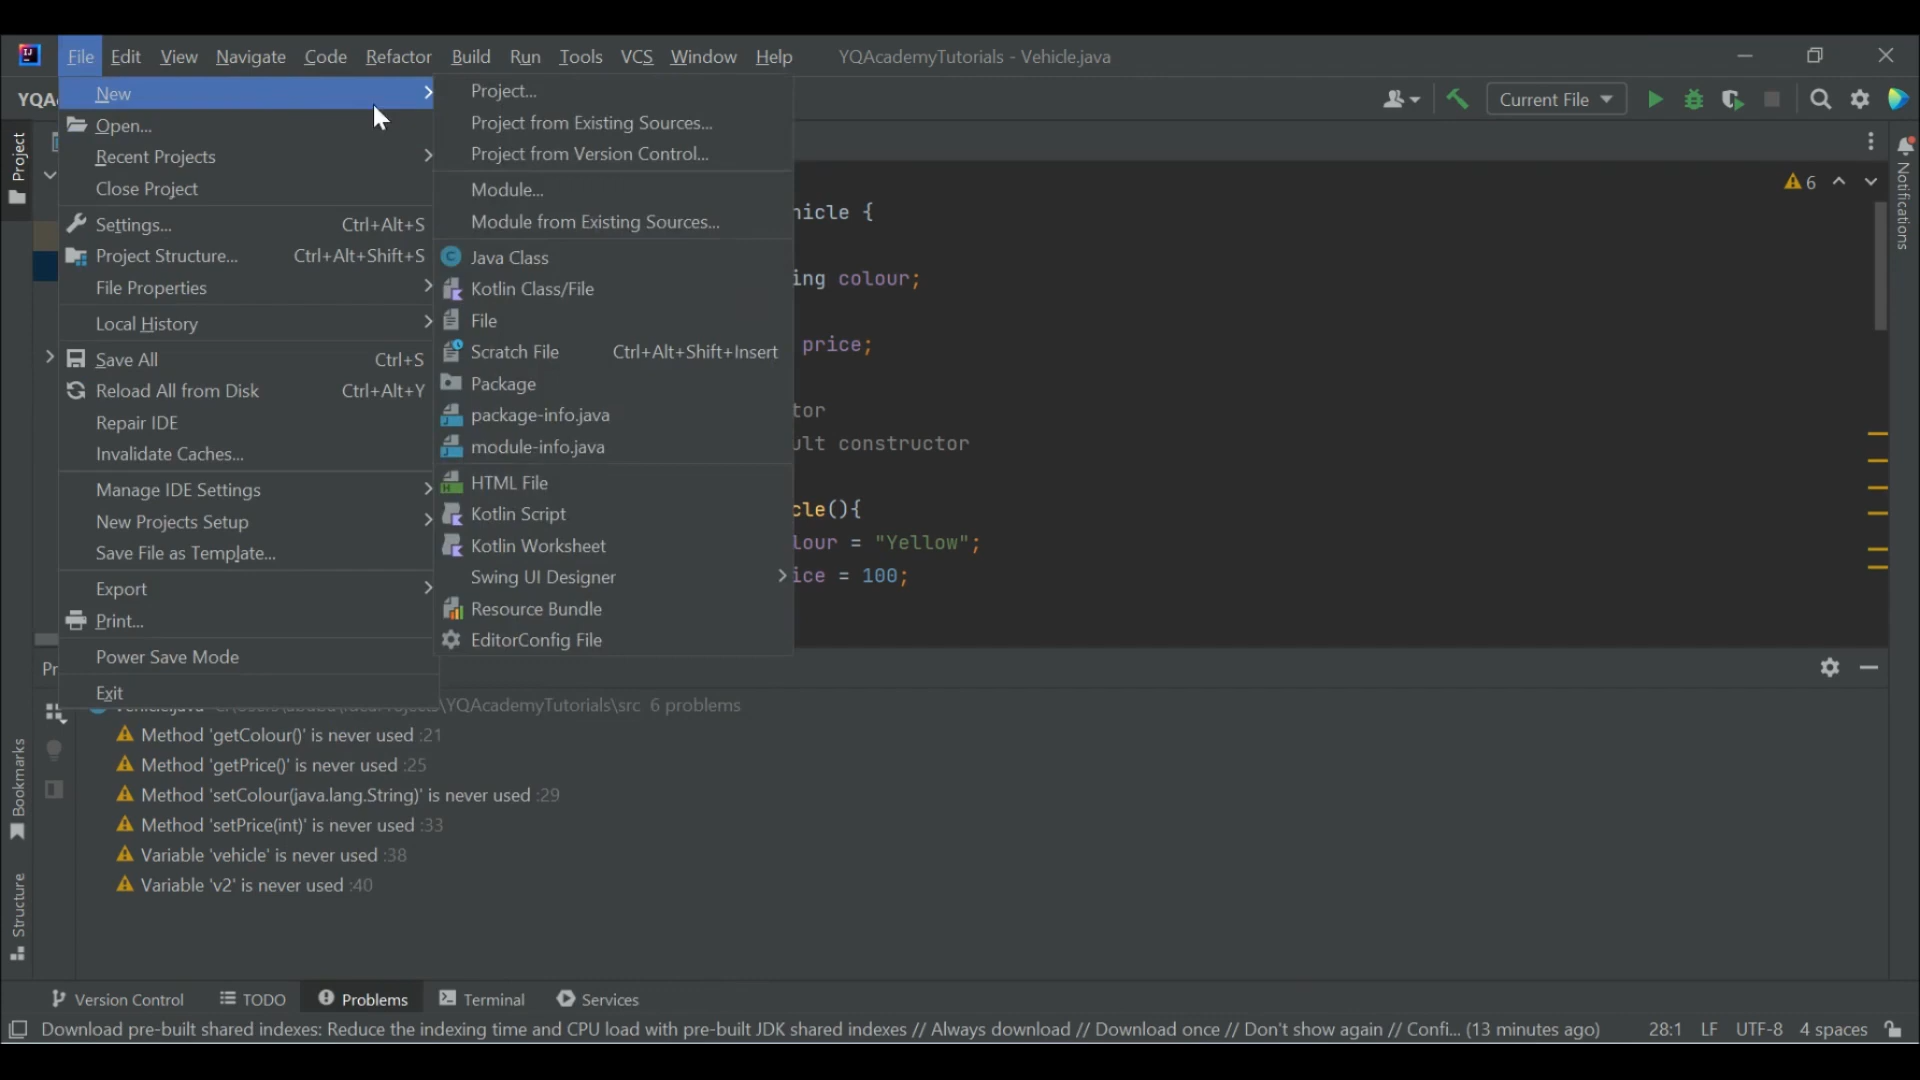 File Edit View Navigate Code Refactor Build Run Tools VCS Window Help YQAcademyTutorials - Vehicle.java
Current File
New
Open...
Recent Projects
Close Project
Settings... Ctrl+Alt+S
Project Structure... Ctrl+Alt+Shift+S
File Properties
Local History
Save All Ctrl+S
Reload All from Disk Ctrl+Alt+Y
Repair IDE
Invalidate Caches...
Manage IDE Settings
New Projects Setup
Save File as Template...
Export
Print...
Power Save Mode
Exit
Project...
Project from Existing Sources...
Project from Version Control...
Module...
Module from Existing Sources...
Java Class
Kotlin Class/File
File
Scratch File Ctrl+Alt+Shift+Insert
Package
package-info.java
module-info.java
HTML File
Kotlin Script
Kotlin Worksheet
Swing UI Designer
Resource Bundle
EditorConfig File
6
hicle {
ing colour;
price;
tor
ult constructor
cle(){
lour = "Yellow";
ice = 100;
\YQAcademyTutorials\src 6 problems
Method 'getColour()' is never used :21
Method 'getPrice()' is never used :25
Method 'setColour(java.lang.String)' is never used :29
Method 'setPrice(int)' is never used :33
Variable 'vehicle' is never used :38
Variable 'v2' is never used :40
Project
Bookmarks
Structure
Notifications
Version Control TODO Problems Terminal Services
Download pre-built shared indexes: Reduce the indexing time and CPU load with pre-built JDK shared indexes // Always download // Download once // Don't show again // Confi... (13 minutes ago) 28:1 LF UTF-8 4 spaces